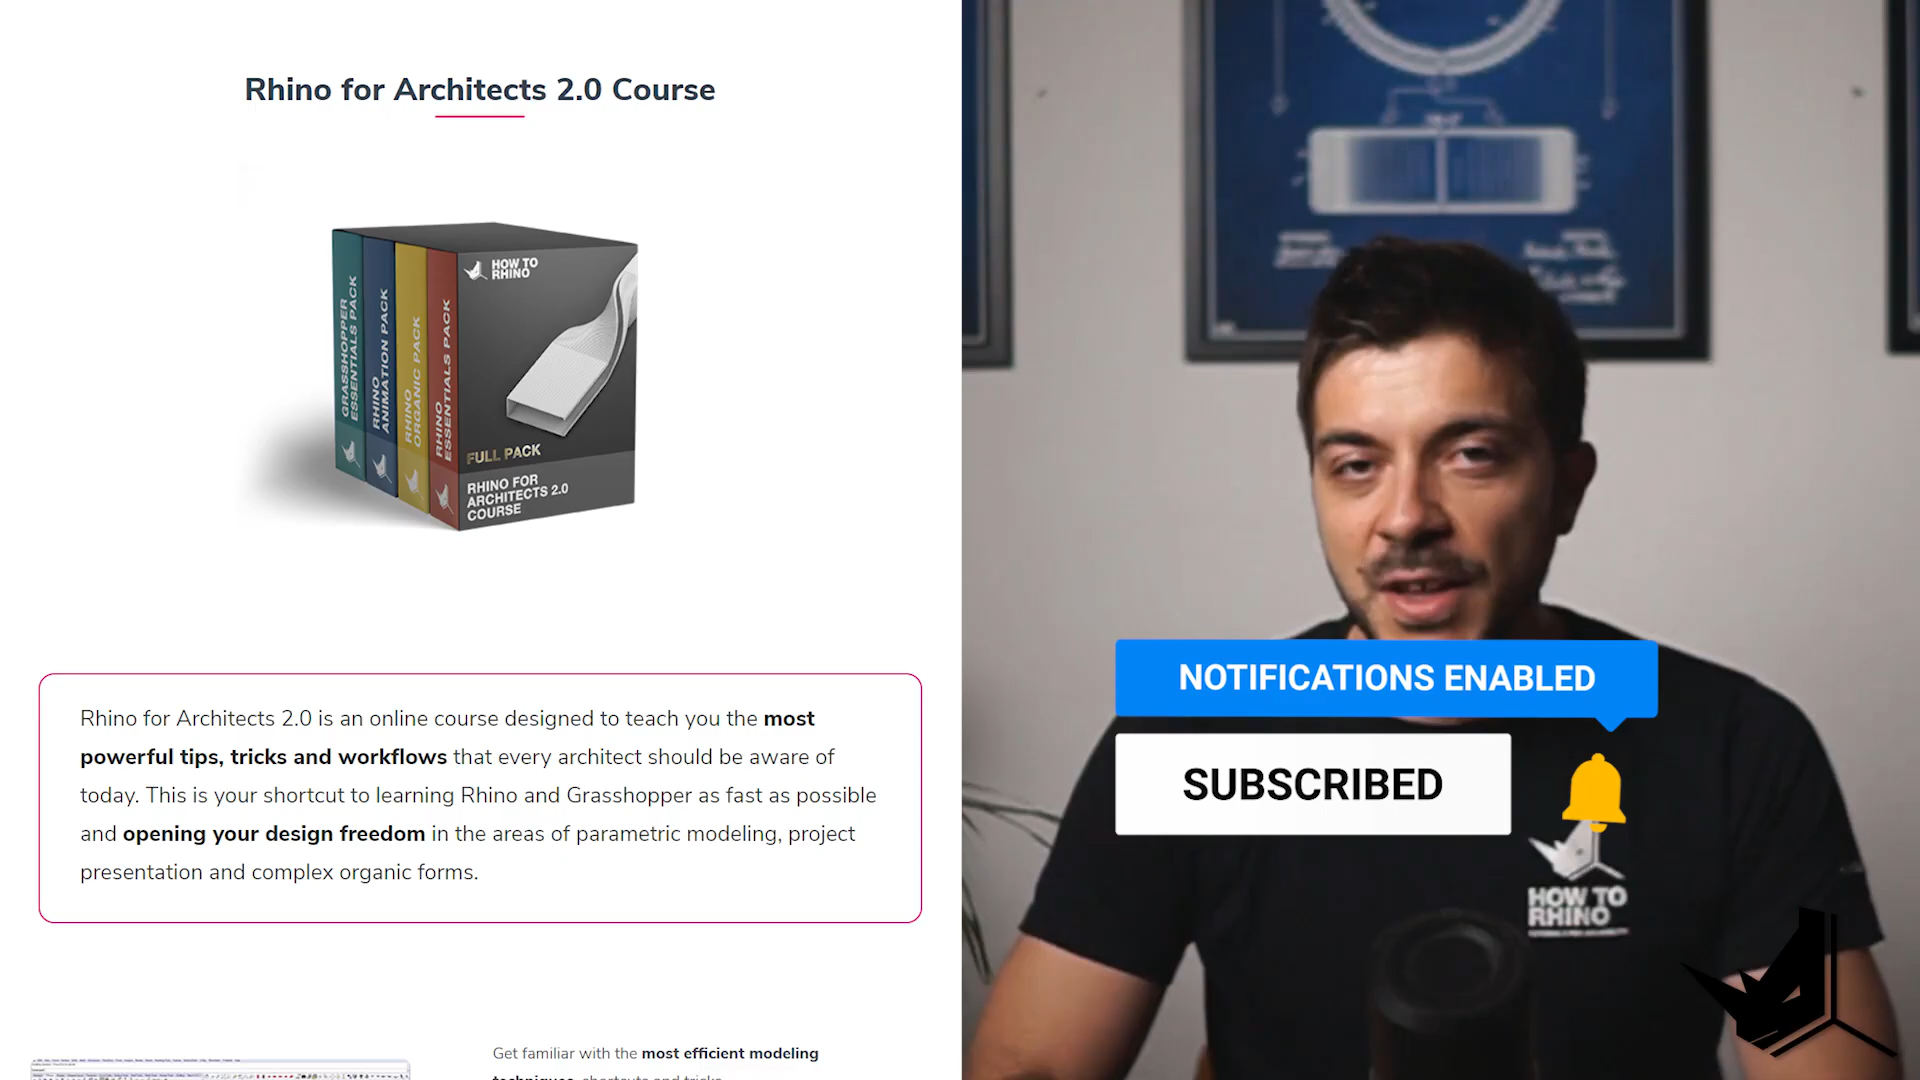 Rhino for Architects 2.0 Course
HOW TO
RHINO
GRASSHOPPER
ESSENTIALS PACK
RHINO
ANIMATION PACK
RHINO
ORGANIC PACK
RHINO
ESSENTIALS PACK
FULL PACK
RHINO FOR
ARCHITECTS 2.0
COURSE
Rhino for Architects 2.0 is an online course designed to teach you the most
powerful tips, tricks and workflows that every architect should be aware of
today. This is your shortcut to learning Rhino and Grasshopper as fast as possible
and opening your design freedom in the areas of parametric modeling, project
presentation and complex organic forms.
Get familiar with the most efficient modeling
techniques, shortcuts and tricks
NOTIFICATIONS ENABLED
SUBSCRIBED
HOW TO
RHINO